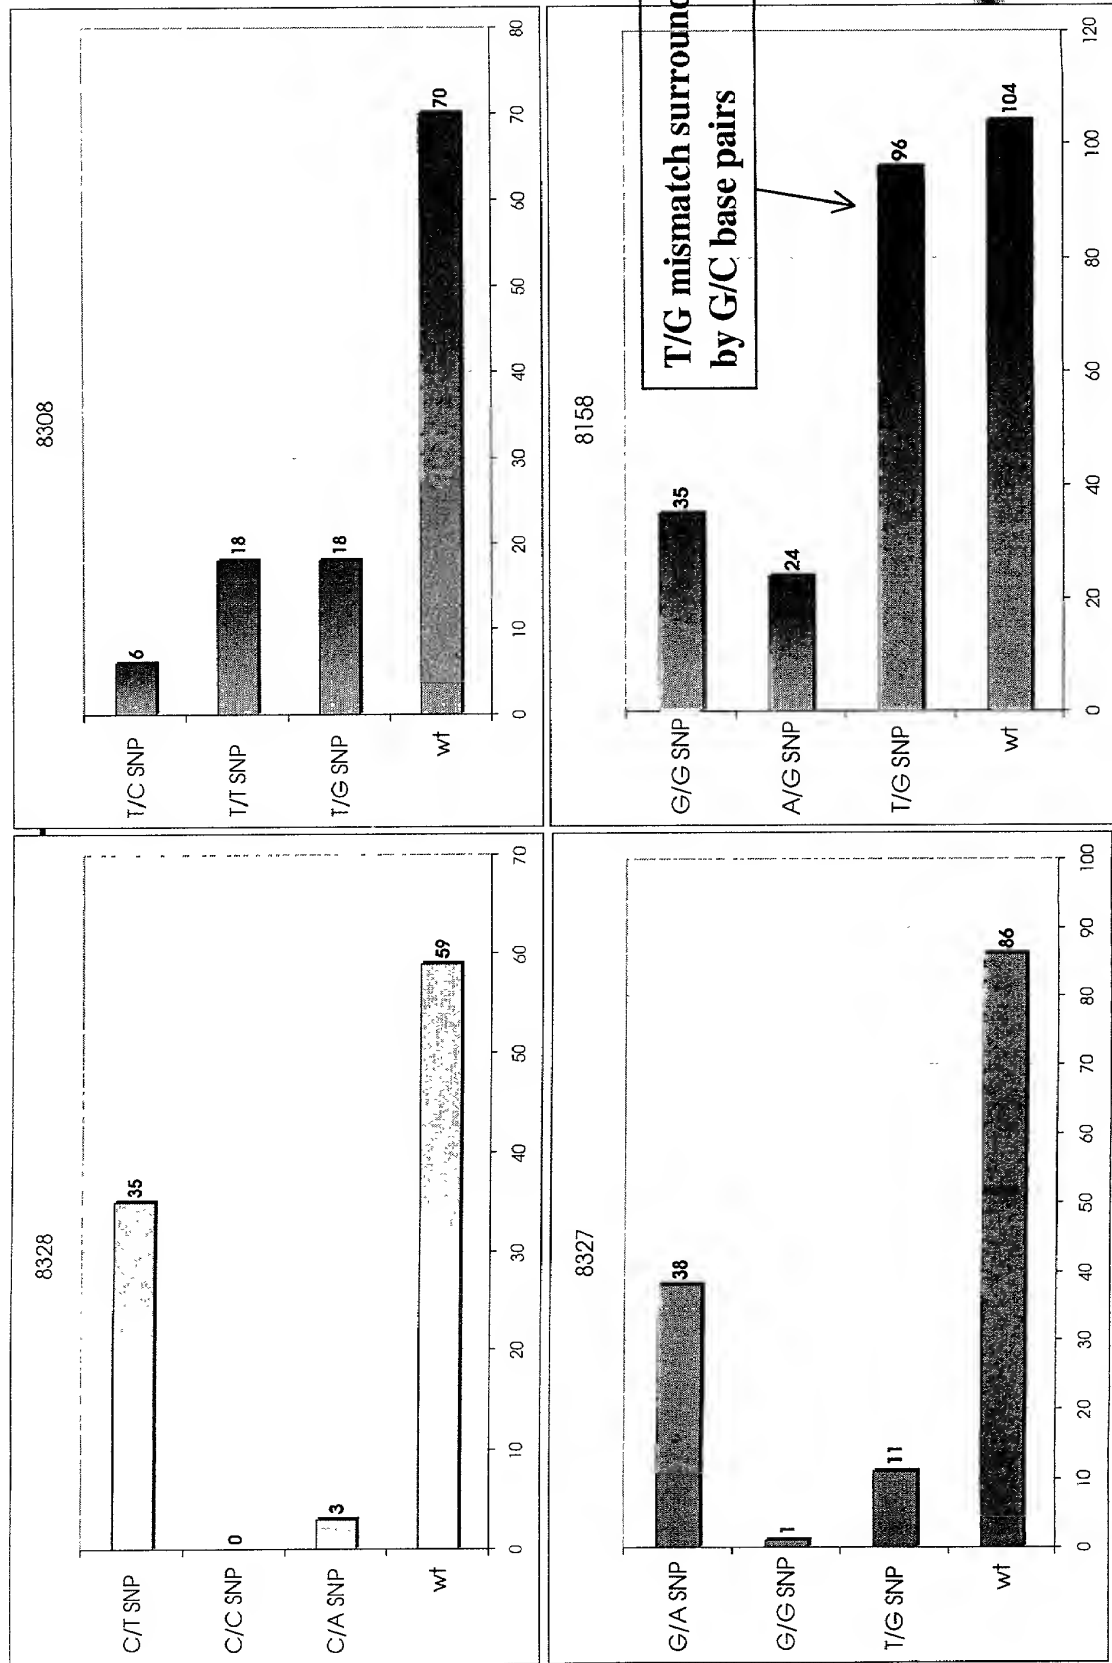 8328
C/T SNP
35
C/C SNP
0
C/A SNP
3
wt
59
0 10 20 30 40 50 60 70
8308
T/C SNP
6
T/T SNP
18
T/G SNP
18
wt
70
0 10 20 30 40 50 60 70 80
8327
G/A SNP
38
G/G SNP
1
T/G SNP
11
wt
86
0 10 20 30 40 50 60 70 80 90 100
8158
G/G SNP
35
A/G SNP
24
T/G SNP
96
wt
104
0 20 40 60 80 100 120
T/G mismatch surround
by G/C base pairs